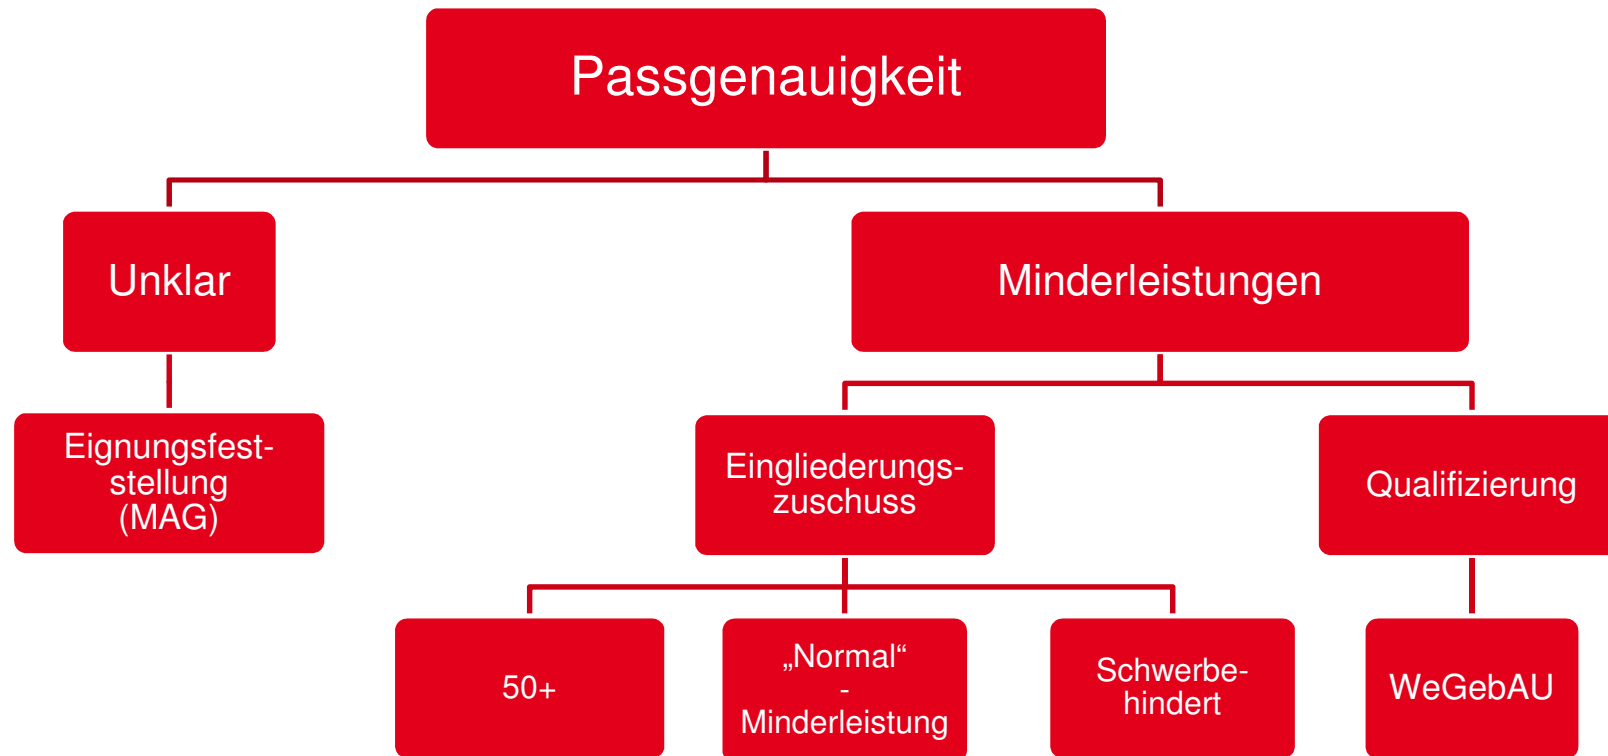 Passgenauigkeit
Unklar
Minderleistungen
Eignungsfest-
stellung
(MAG)
Eingliederungs-
zuschuss
Qualifizierung
50+
„Normal“
-
Minderleistung
Schwerbe-
hindert
WeGebAU